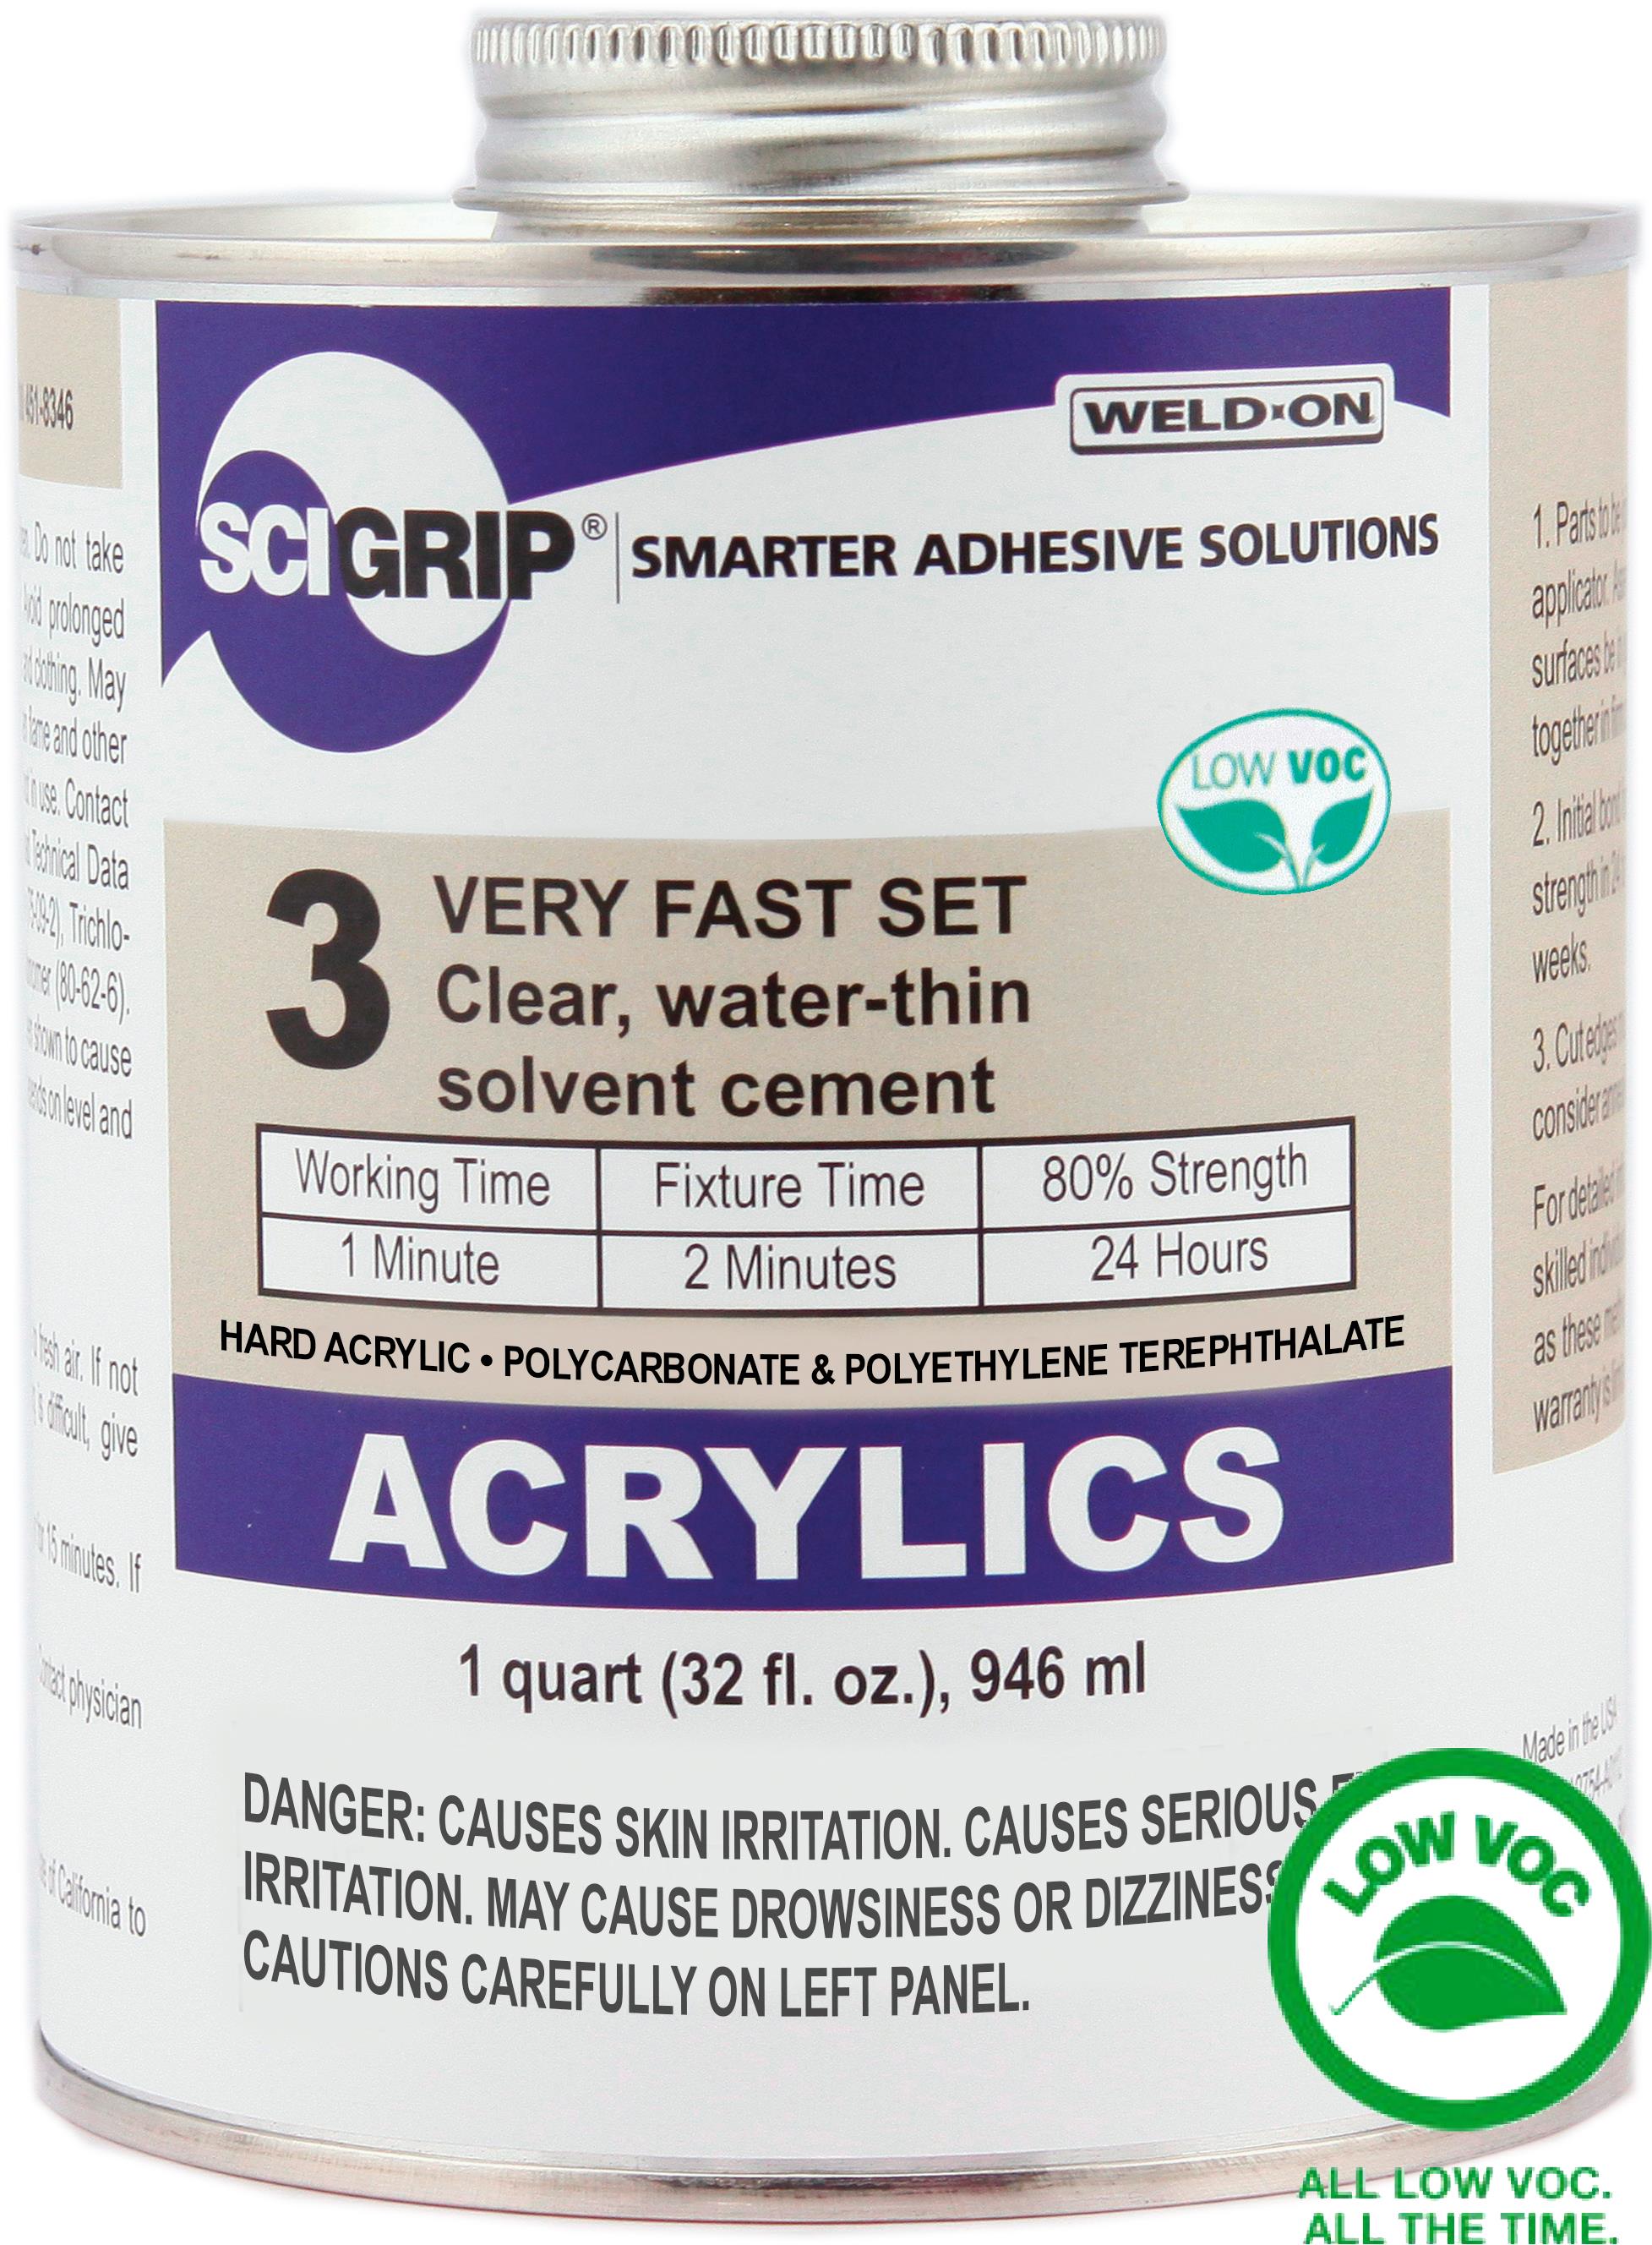 WELD-ON
SCIGRIP® | SMARTER ADHESIVE SOLUTIONS
LOW VOC
3
VERY FAST SET
Clear, water-thin
solvent cement
Working Time Fixture Time 80% Strength
1 Minute 2 Minutes 24 Hours
HARD ACRYLIC • POLYCARBONATE & POLYETHYLENE TEREPHTHALATE
ACRYLICS
1 quart (32 fl. oz.), 946 ml
DANGER: CAUSES SKIN IRRITATION. CAUSES SERIOUS
IRRITATION. MAY CAUSE DROWSINESS OR DIZZINESS
CAUTIONS CAREFULLY ON LEFT PANEL.
451-8346
Do not take
prolonged
clothing. May
and other
in use. Contact
Technical Data
Trichlo-
(80-62-6).
shown to cause
on level and
fresh air. If not
is difficult, give
15 minutes. If
physician
of California to
1. Parts to be
applicator.
surfaces be
together in
2. Initial bond
strength in 24
weeks.
3. Cut edges
consider
For detailed
skilled
as these
warranty is
Made in the USA
LOW VOC
ALL LOW VOC.
ALL THE TIME.